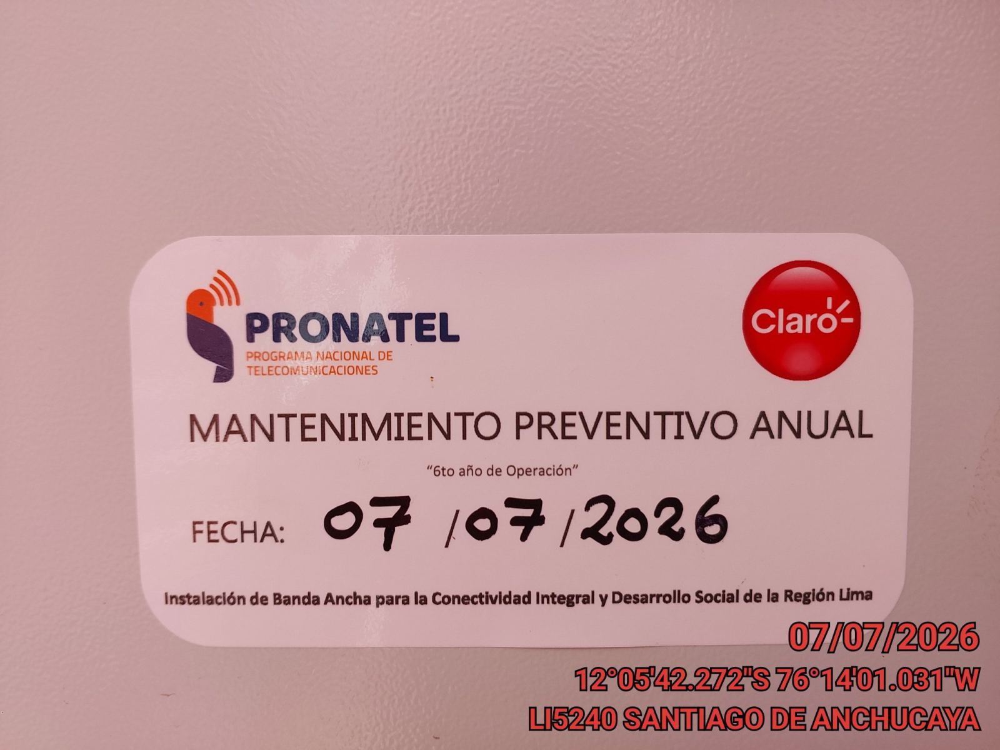 PRONATEL
PROGRAMA NACIONAL DE
TELECOMUNICACIONES
Claro
MANTENIMIENTO PREVENTIVO ANUAL
“6to año de Operación”
FECHA: 07 / 07 / 2026
Instalación de Banda Ancha para la Conectividad Integral y Desarrollo Social de la Región Lima
07/07/2026
12°05'42.272"S 76°14'01.031"W
LI5240 SANTIAGO DE ANCHUCAYA